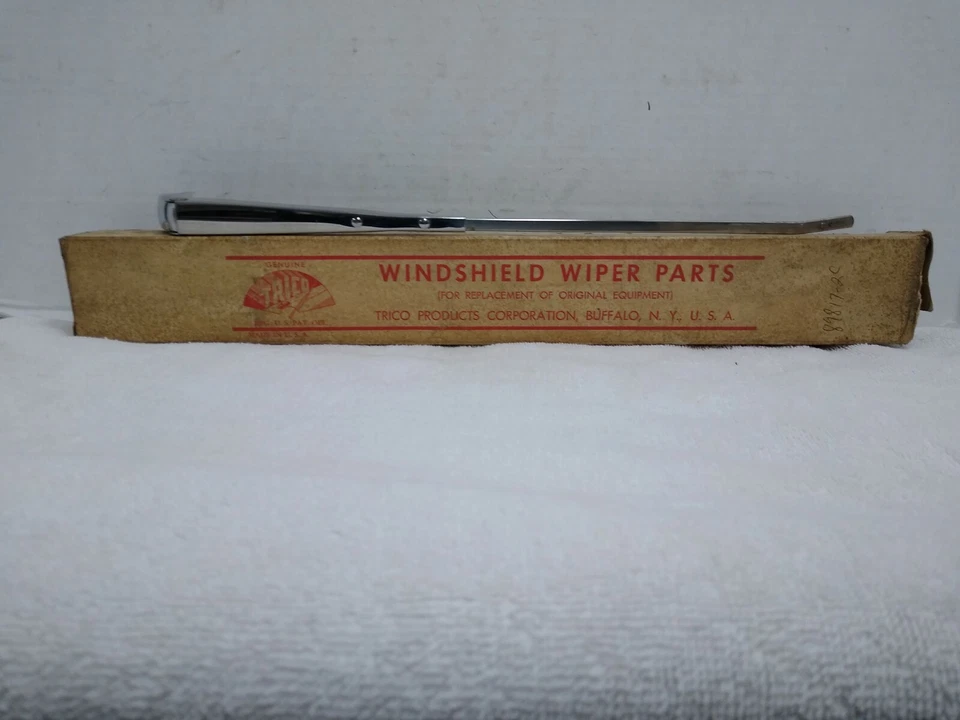 GENUINE
TRICO
WINDSHIELD WIPER PARTS
(FOR REPLACEMENT OF ORIGINAL EQUIPMENT)
TRICO PRODUCTS CORPORATION, BUFFALO, N. Y., U. S. A.